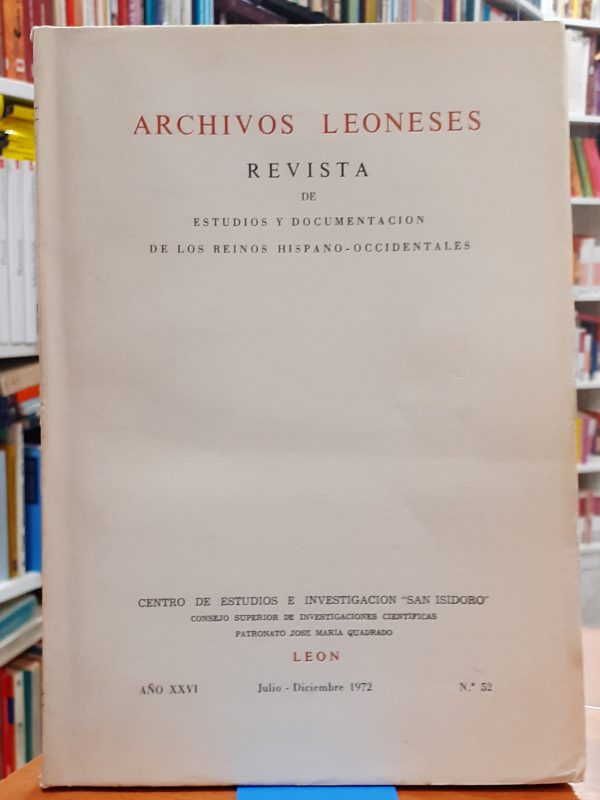 ARCHIVOS LEONESES
REVISTA
DE
ESTUDIOS Y DOCUMENTACION
DE LOS REINOS HISPANO-OCCIDENTALES
CENTRO DE ESTUDIOS E INVESTIGACION "SAN ISIDORO"
CONSEJO SUPERIOR DE INVESTIGACIONES CIENTIFICAS
PATRONATO JOSE MARIA QUADRADO
LEON
AÑO XXVI Julio - Diciembre 1972 N.º 52